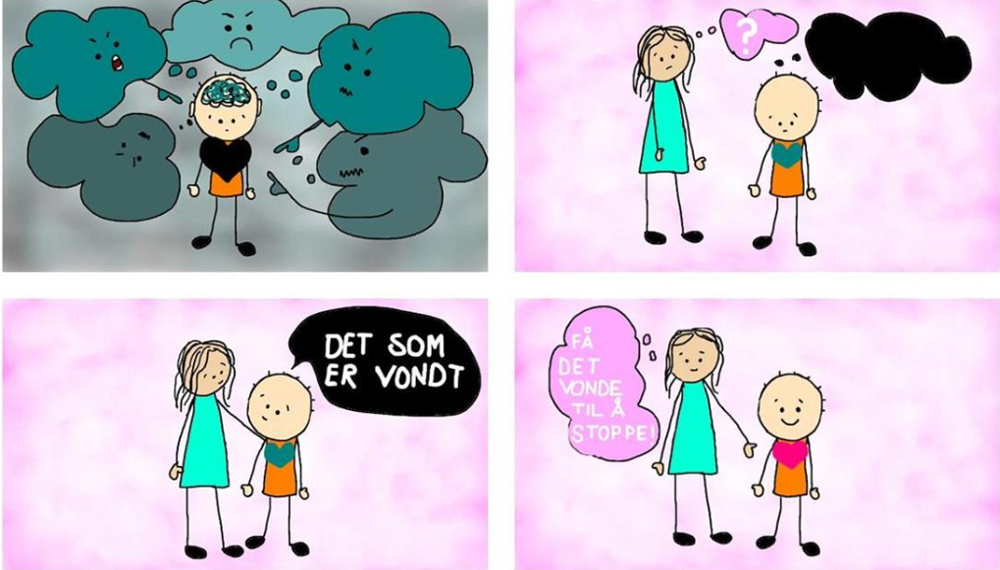 ?
DET SOM
ER VONDT
FÅ
DET
VONDE
TIL Å
STOPPE!